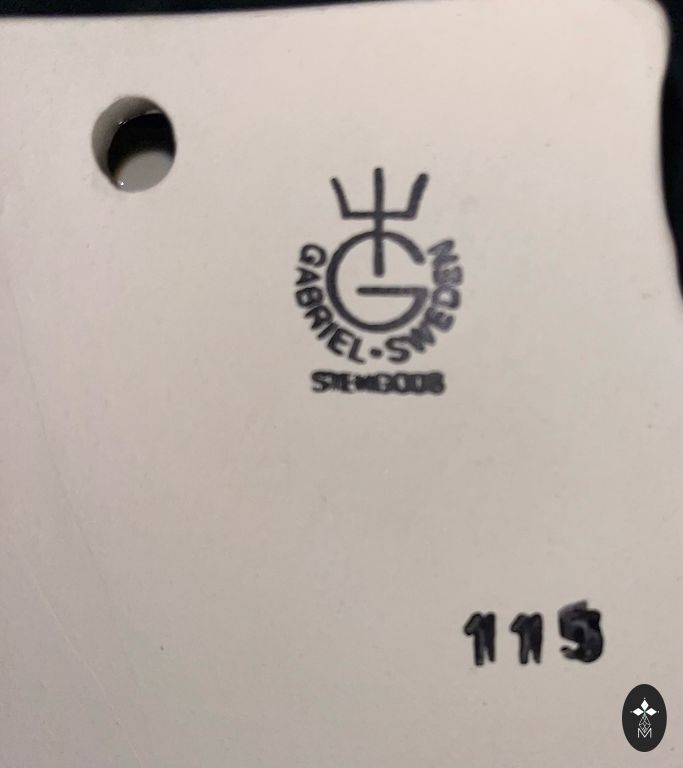 G
GABRIEL·SWEDEN
STENGODS
115
M